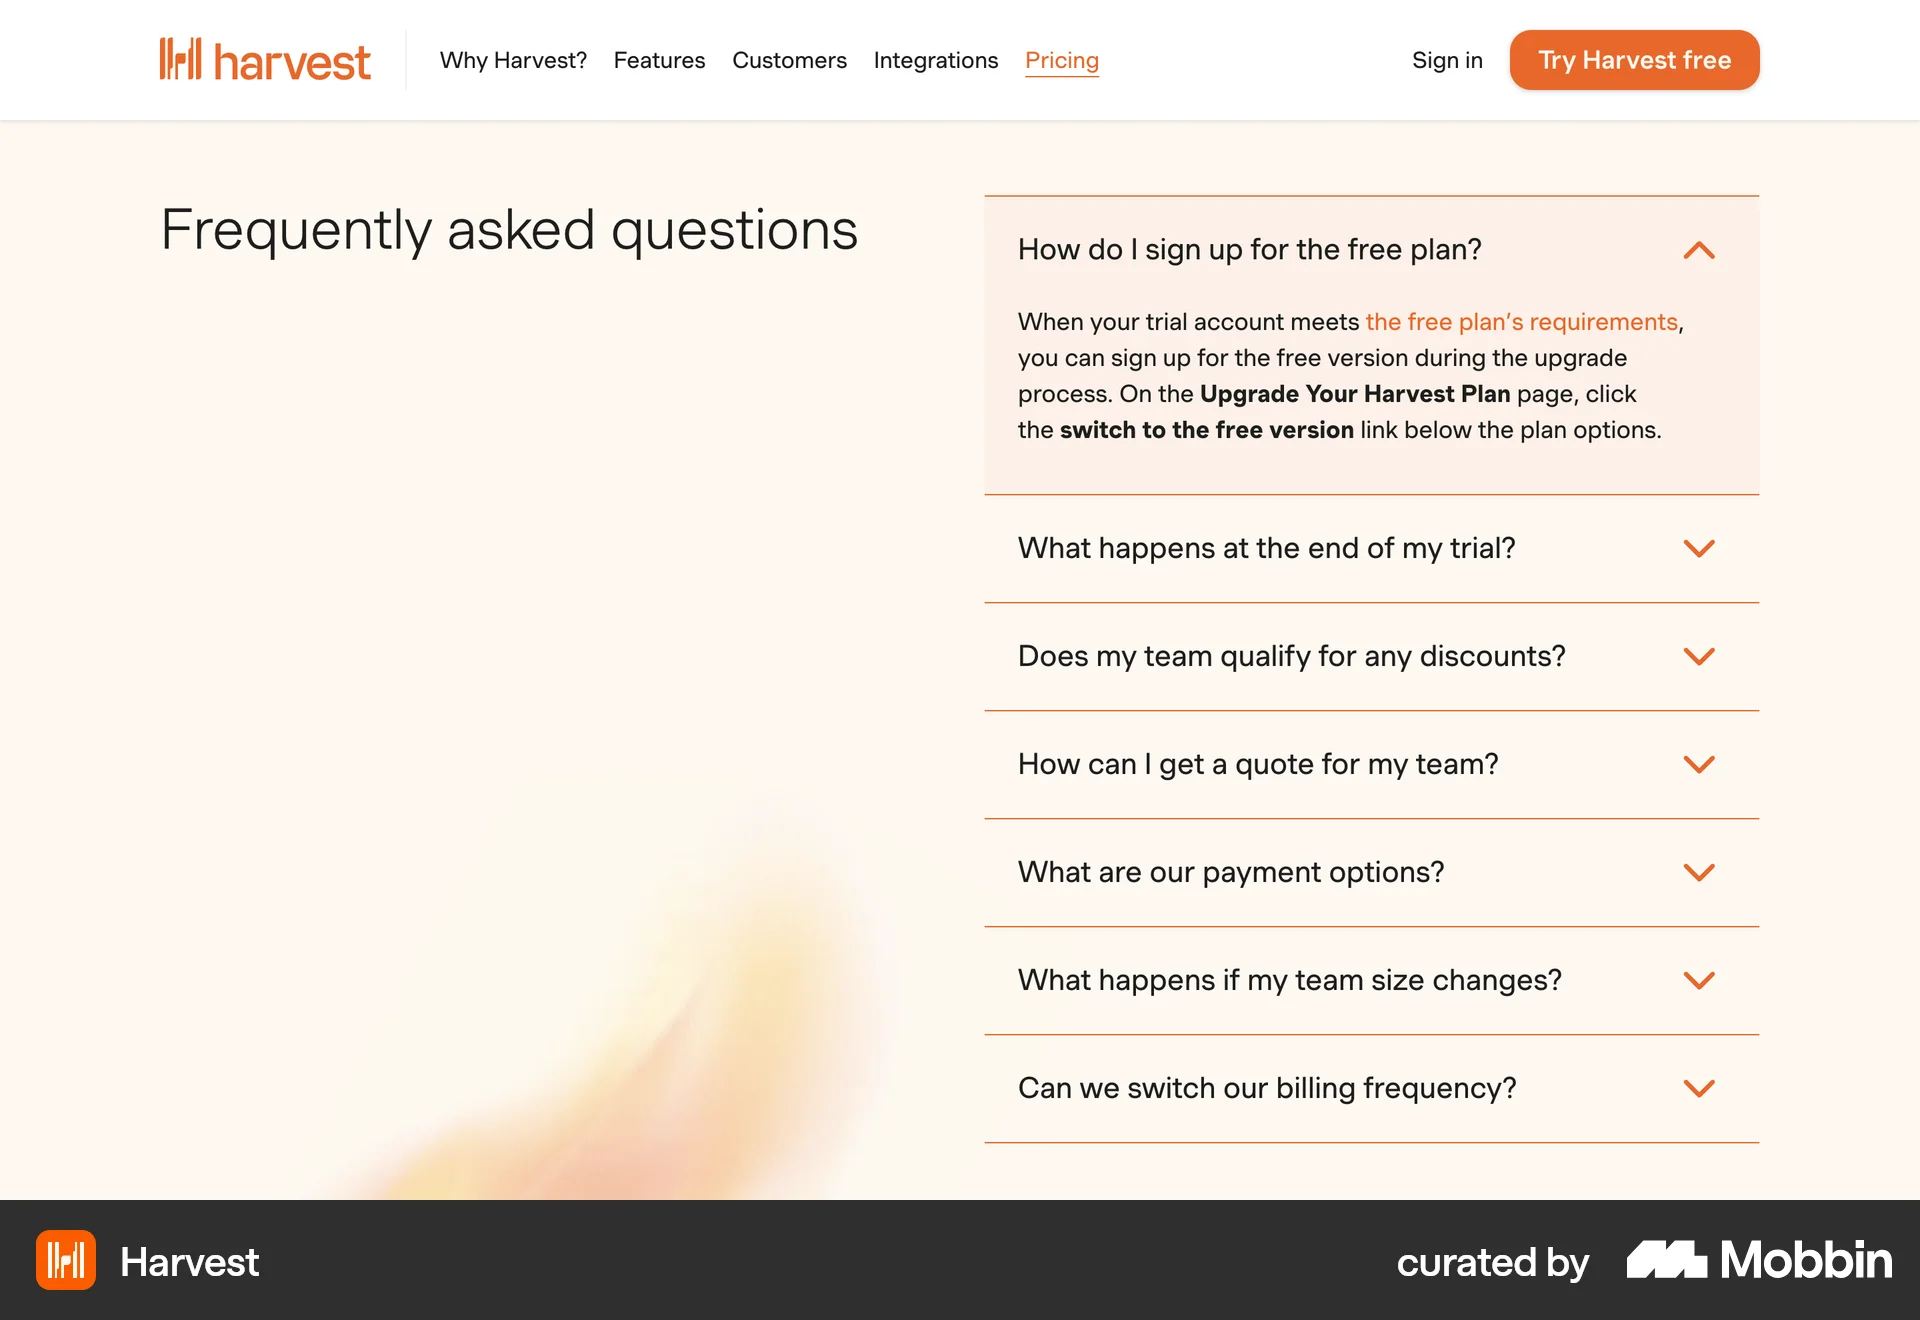 harvest
Why Harvest? Features Customers Integrations Pricing
Sign in Try Harvest free
Frequently asked questions
How do I sign up for the free plan?
When your trial account meets the free plan’s requirements,
you can sign up for the free version during the upgrade
process. On the Upgrade Your Harvest Plan page, click
the switch to the free version link below the plan options.
What happens at the end of my trial?
Does my team qualify for any discounts?
How can I get a quote for my team?
What are our payment options?
What happens if my team size changes?
Can we switch our billing frequency?
Harvest
curated by Mobbin